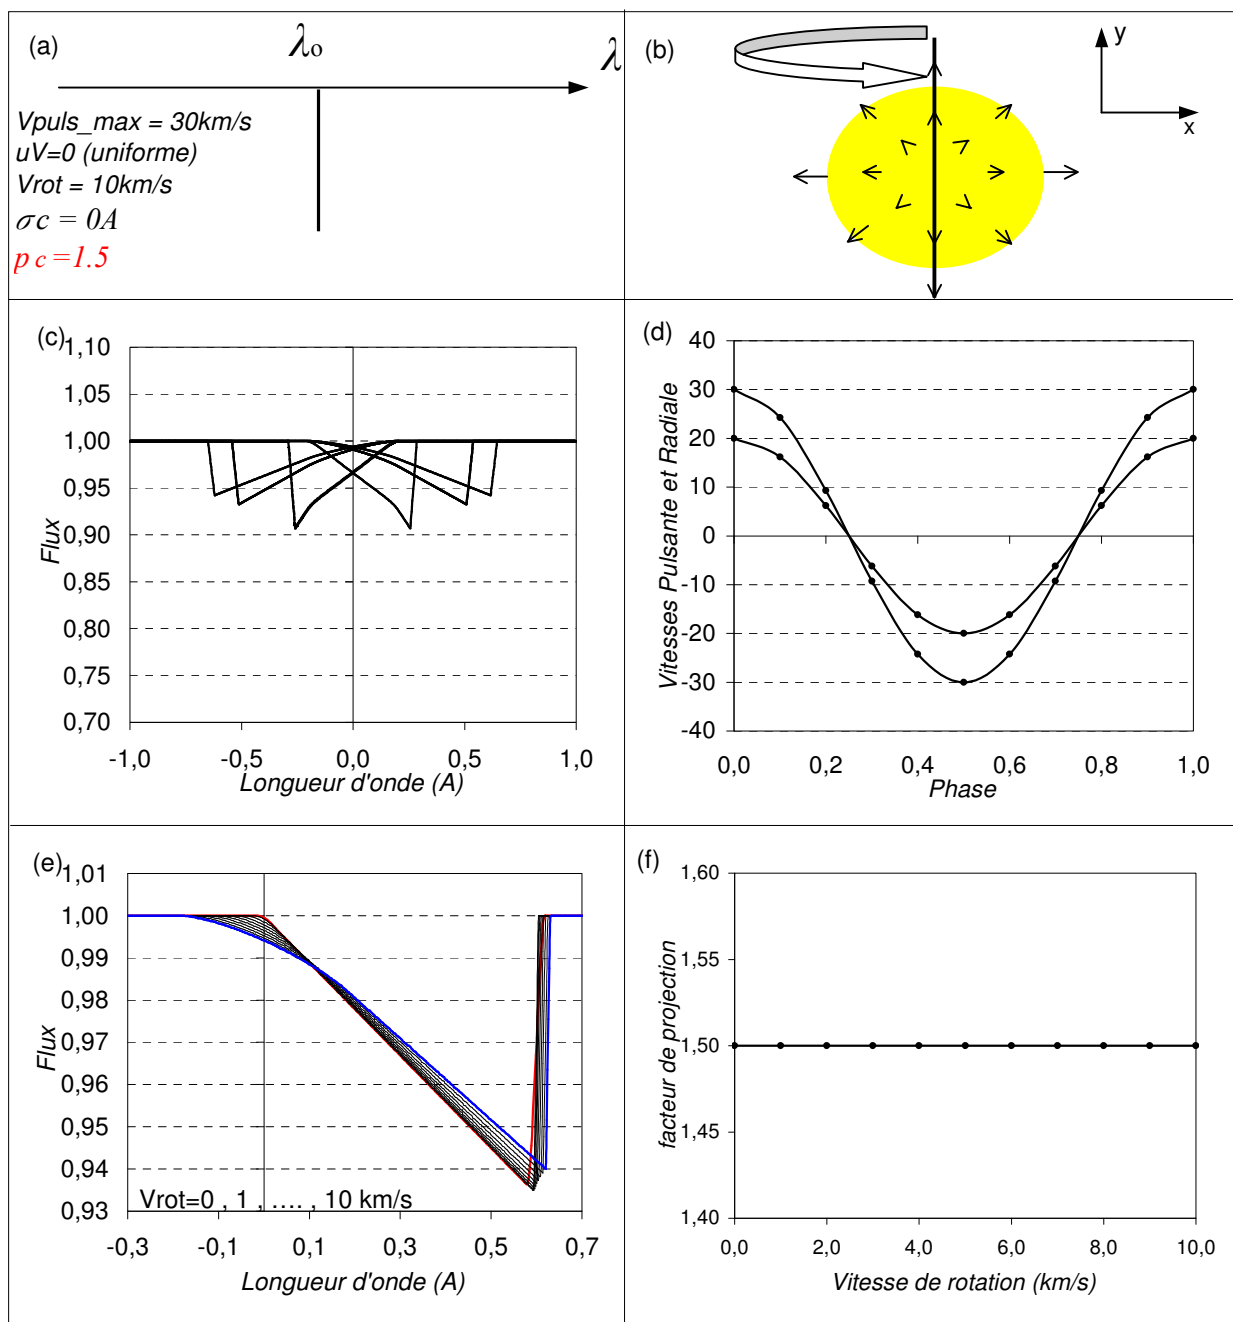 (a)
λo
λ
Vpuls_max = 30km/s
uV=0 (uniforme)
Vrot = 10km/s
σc = 0A
p c =1.5
(b)
y
x
(c)
1,10
1,05
1,00
0,95
0,90
0,85
0,80
0,75
0,70
Flux
-1,0 -0,5 0,0 0,5 1,0
Longueur d'onde (A)
(d)
40
30
20
10
0
-10
-20
-30
-40
Vitesses Pulsante et Radiale
0,0 0,2 0,4 0,6 0,8 1,0
Phase
(e)
1,01
1,00
0,99
0,98
0,97
0,96
0,95
0,94
0,93
Flux
Vrot=0 , 1 , .... , 10 km/s
-0,3 -0,1 0,1 0,3 0,5 0,7
Longueur d'onde (A)
(f)
1,60
1,55
1,50
1,45
1,40
facteur de projection
0,0 2,0 4,0 6,0 8,0 10,0
Vitesse de rotation (km/s)